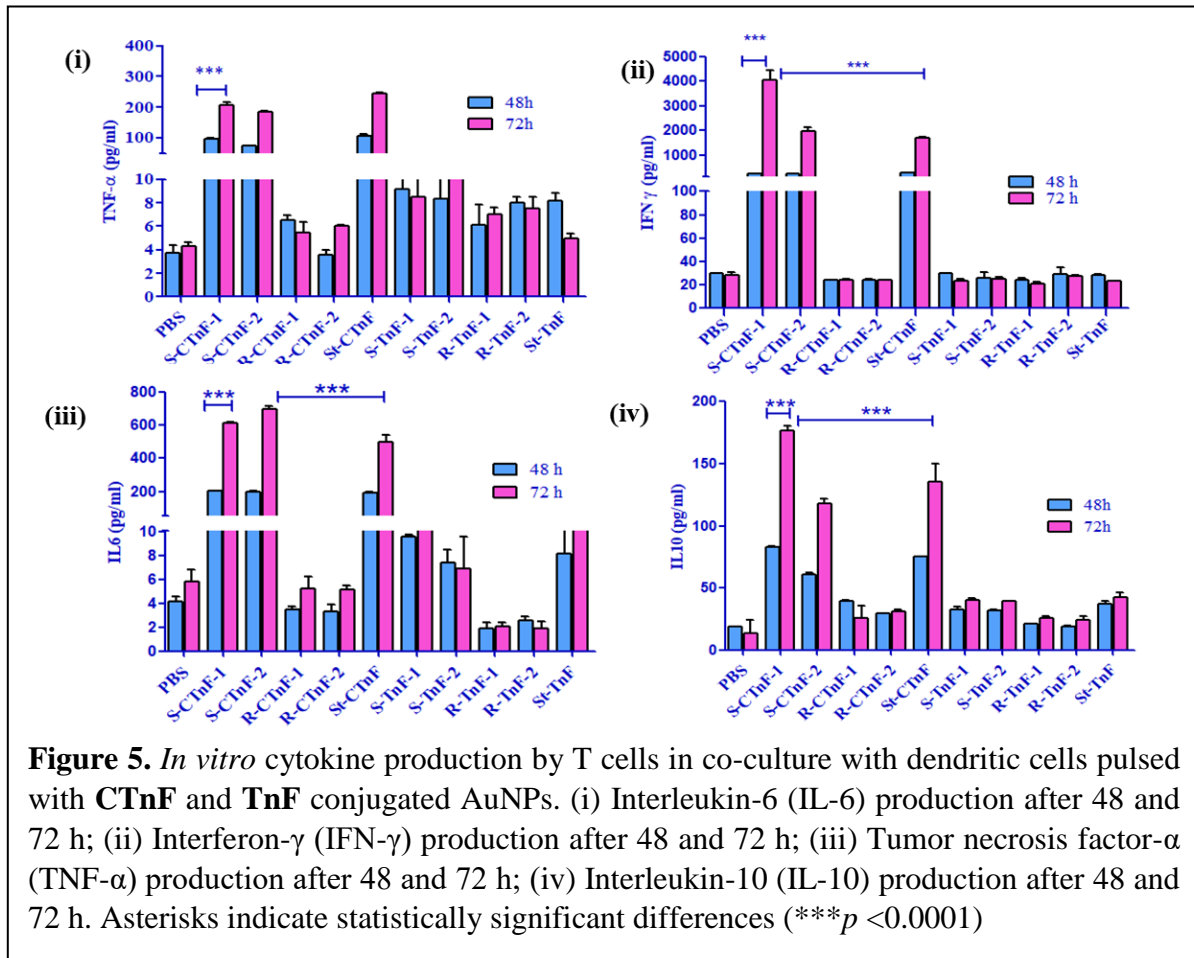 (i)
400
300
200
100
10
8
6
4
2
0
TNF-α (pg/ml)
***
48h
72h
PBS
S-CTnF-1
S-CTnF-2
R-CTnF-1
R-CTnF-2
St-CTnF
S-TnF-1
S-TnF-2
R-TnF-1
R-TnF-2
St-TnF
(ii)
5000
4000
3000
2000
1000
100
80
60
40
20
0
IFN γ (pg/ml)
***
***
48 h
72 h
PBS
S-CTnF-1
S-CTnF-2
R-CTnF-1
R-CTnF-2
St-CTnF
S-TnF-1
S-TnF-2
R-TnF-1
R-TnF-2
St-TnF
(iii)
800
600
400
200
10
8
6
4
2
0
IL6 (pg/ml)
***
***
48 h
72 h
PBS
S-CTnF-1
S-CTnF-2
R-CTnF-1
R-CTnF-2
St-CTnF
S-TnF-1
S-TnF-2
R-TnF-1
R-TnF-2
St-TnF
(iv)
200
150
100
50
0
IL10 (pg/ml)
***
***
48h
72h
PBS
S-CTnF-1
S-CTnF-2
R-CTnF-1
R-CTnF-2
St-CTnF
S-TnF-1
S-TnF-2
R-TnF-1
R-TnF-2
St-TnF
Figure 5. In vitro cytokine production by T cells in co-culture with dendritic cells pulsed
with CTnF and TnF conjugated AuNPs. (i) Interleukin-6 (IL-6) production after 48 and
72 h; (ii) Interferon-γ (IFN-γ) production after 48 and 72 h; (iii) Tumor necrosis factor-α
(TNF-α) production after 48 and 72 h; (iv) Interleukin-10 (IL-10) production after 48 and
72 h. Asterisks indicate statistically significant differences (***p <0.0001)